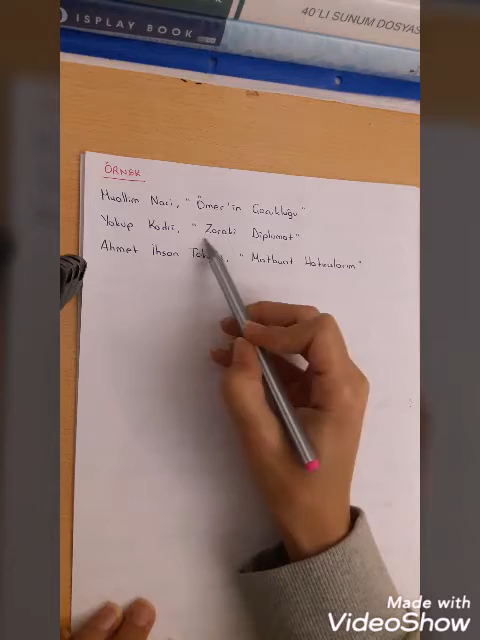 ISPLAY BOOK
40'LI SUNUM DOSYAS
ÖRNEK
Muallim Naci, "Ömer'in Çocukluğu"
Yakup Kadri, "Zoraki Diplomat"
Ahmet İhsan "Matbuat Hatıralarım"
Made with
VideoShow